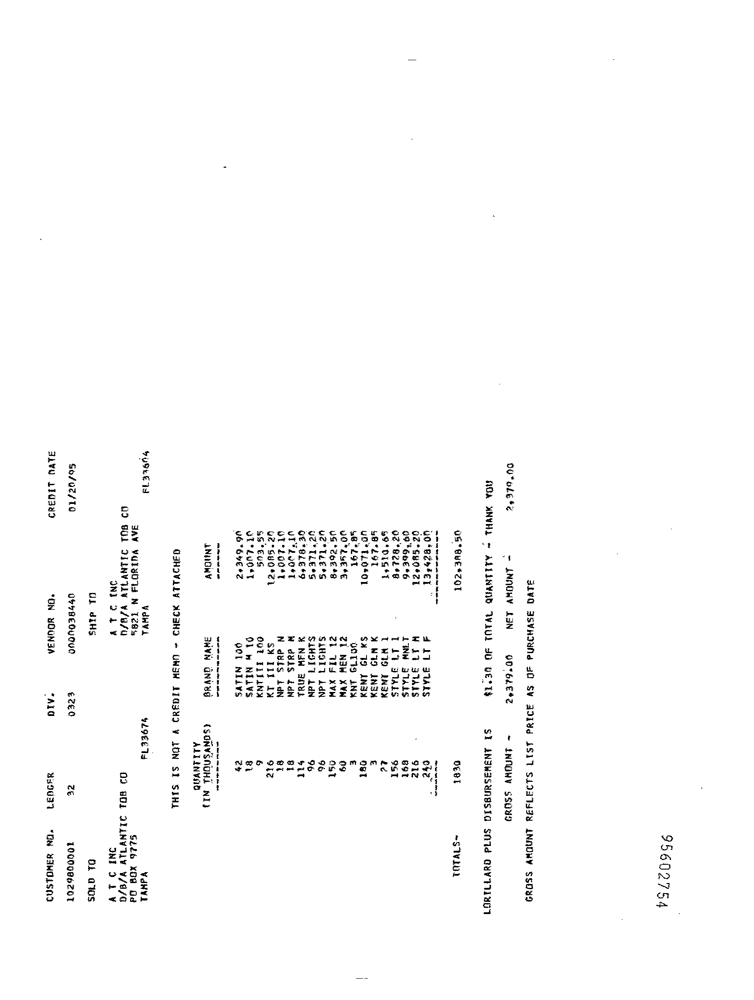 CUSTOMER NO. LEDGER DIV. VENDOR NO. CREDIT DATE
1029800001 32 0323 0000038440 01/20/95
SOLD TO SHIP TO
A T C INC A T C INC
D/B/A ATLANTIC TOB CO D/B/A ATLANTIC TOB CO
PO BOX 9775 5821 N FLORIDA AVE
TAMPA FL33674 TAMPA FL33604
THIS IS NOT A CREDIT MEMO - CHECK ATTACHED
QUANTITY
(IN THOUSANDS) BRAND NAME AMOUNT
42 SATIN 100 2,349.90
18 SATIN M 10 1,007.10
9 KNTIII 100 503.55
216 KT III KS 12,085.20
18 NPT STRP N 1,007.10
18 NPT STRP M 1,007.10
114 TRUE MFN K 6,378.30
96 NPT LIGHTS 5,371.20
96 NPT LIGHTS 5,371.20
150 MAX FIL 12 8,392.50
60 MAX MEN 12 3,357.00
3 KNT GL100 167.85
180 KENT GL KS 10,071.00
3 KENT GLM K 167.85
27 KENT GLM 1 1,510.65
156 STYLE LT 1 8,728.20
168 STYLE MNLT 9,399.60
216 STYLE LT M 12,085.20
240 STYLE LT F 13,428.00
TOTALS- 1830 102,388.50
LORILLARD PLUS DISBURSEMENT IS $1.30 OF TOTAL QUANTITY - THANK YOU
GROSS AMOUNT - 2,379.00 NET AMOUNT - 2,379.00
GROSS AMOUNT REFLECTS LIST PRICE AS OF PURCHASE DATE
95602754